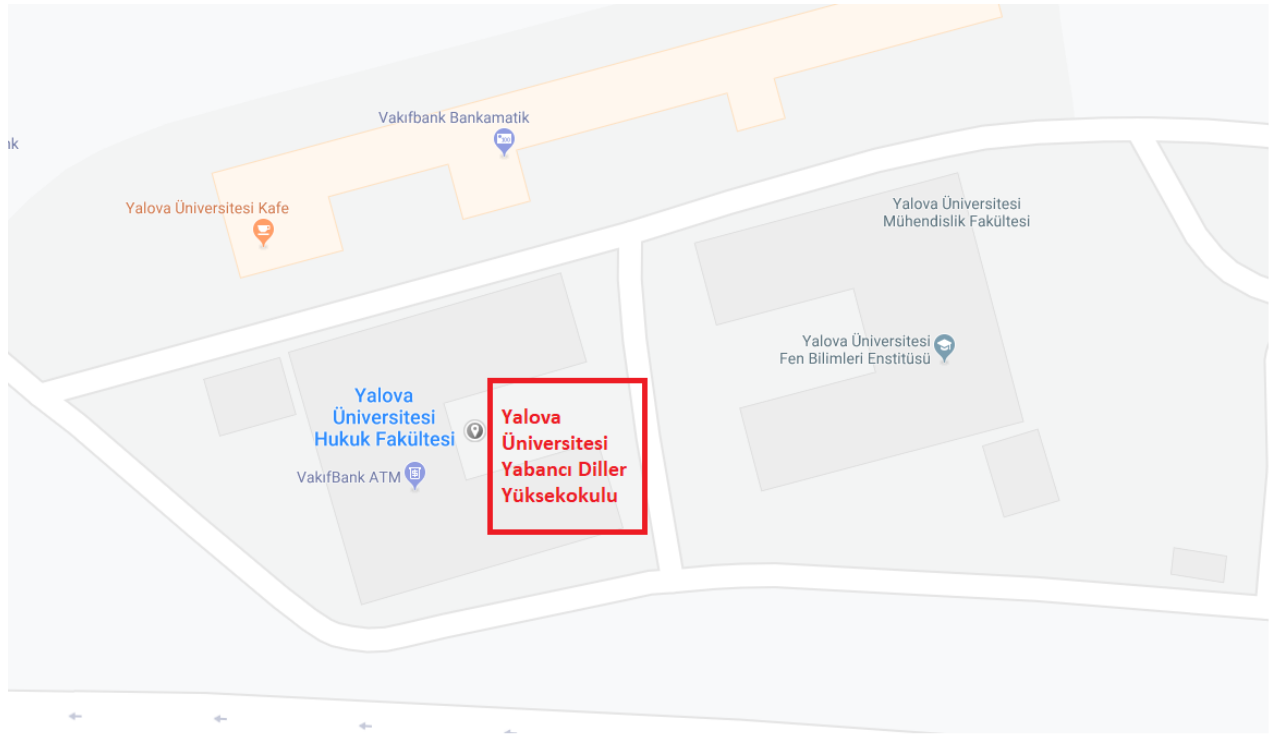 Vakıfbank Bankamatik
Yalova Üniversitesi Kafe
Yalova Üniversitesi
Mühendislik Fakültesi
Yalova Üniversitesi
Fen Bilimleri Enstitüsü
Yalova
Üniversitesi
Hukuk Fakültesi
VakıfBank ATM
Yalova
Üniversitesi
Yabancı Diller
Yüksekokulu